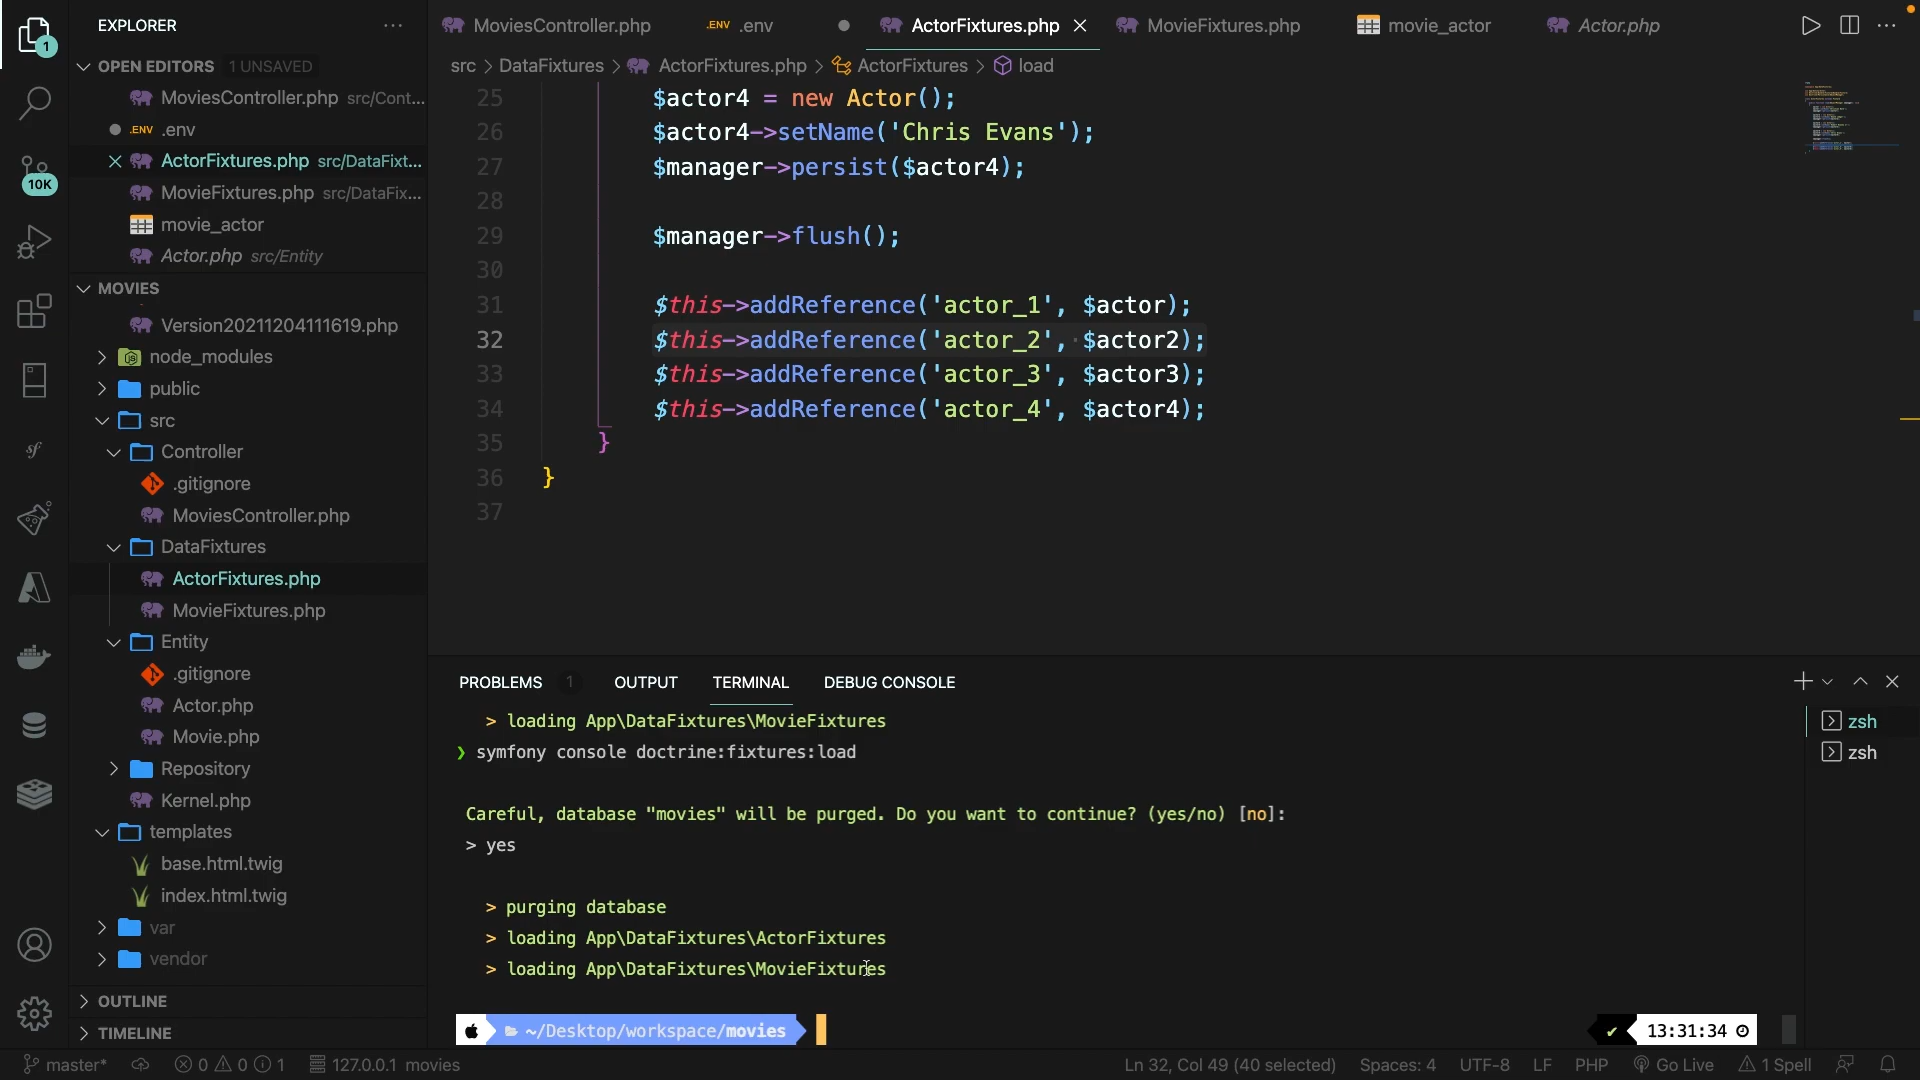 EXPLORER
OPEN EDITORS 1 UNSAVED
MoviesController.php src/Cont...
.ENV .env
ActorFixtures.php src/DataFixt...
MovieFixtures.php src/DataFix...
movie_actor
Actor.php src/Entity
MOVIES
Version20211204111619.php
node_modules
public
src
Controller
.gitignore
MoviesController.php
DataFixtures
ActorFixtures.php
MovieFixtures.php
Entity
.gitignore
Actor.php
Movie.php
Repository
Kernel.php
templates
base.html.twig
index.html.twig
var
vendor
OUTLINE
TIMELINE
1
10K
MoviesController.php .ENV .env ActorFixtures.php MovieFixtures.php movie_actor Actor.php
src > DataFixtures > ActorFixtures.php > ActorFixtures > load
25 $actor4 = new Actor();
26 $actor4->setName('Chris Evans');
27 $manager->persist($actor4);
28
29 $manager->flush();
30
31 $this->addReference('actor_1', $actor);
32 $this->addReference('actor_2', $actor2);
33 $this->addReference('actor_3', $actor3);
34 $this->addReference('actor_4', $actor4);
35 }
36 }
37
PROBLEMS 1 OUTPUT TERMINAL DEBUG CONSOLE
> loading App\DataFixtures\MovieFixtures
❯ symfony console doctrine:fixtures:load
Careful, database "movies" will be purged. Do you want to continue? (yes/no) [no]:
> yes
> purging database
> loading App\DataFixtures\ActorFixtures
> loading App\DataFixtures\MovieFixtures
~/Desktop/workspace/movies
✔ 13:31:34
zsh
zsh
master* 0 0 1 127.0.0.1 movies Ln 32, Col 49 (40 selected) Spaces: 4 UTF-8 LF PHP Go Live 1 Spell